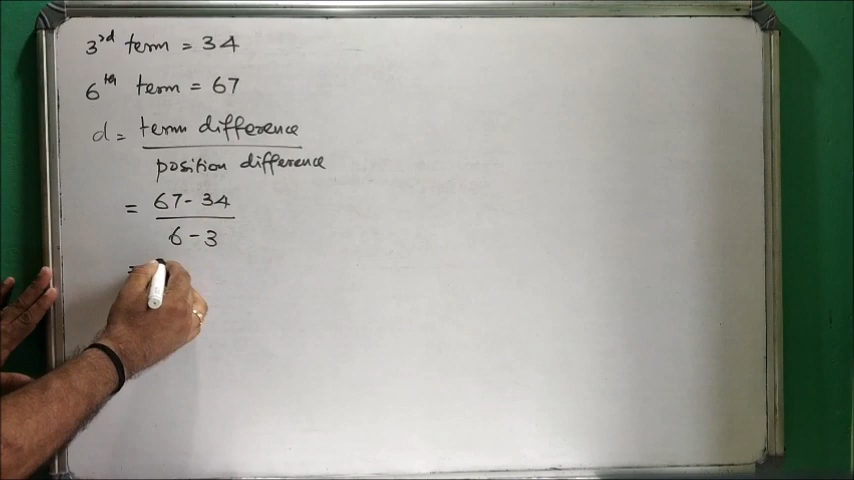 3rd term = 34
6th term = 67
d = term difference
position difference
= 67 - 34
6 - 3
=